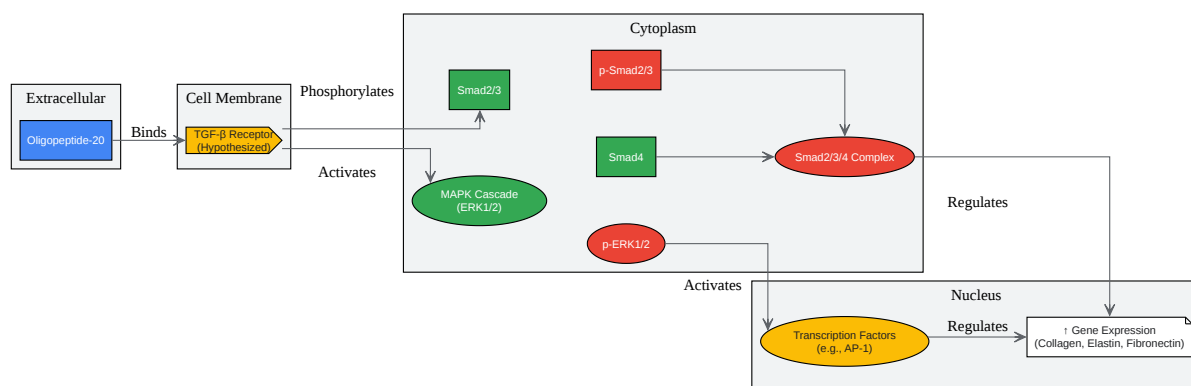 Cytoplasm
p-Smad2/3
Smad2/3
Phosphorylates
Extracellular
Cell Membrane
Oligopeptide-20
Binds
TGF-β Receptor
(Hypothesized)
Smad4
Smad2/3/4 Complex
Activates
MAPK Cascade
(ERK1/2)
Regulates
p-ERK1/2
Activates
Nucleus
Transcription Factors
(e.g., AP-1)
Regulates
↑ Gene Expression
(Collagen, Elastin, Fibronectin)